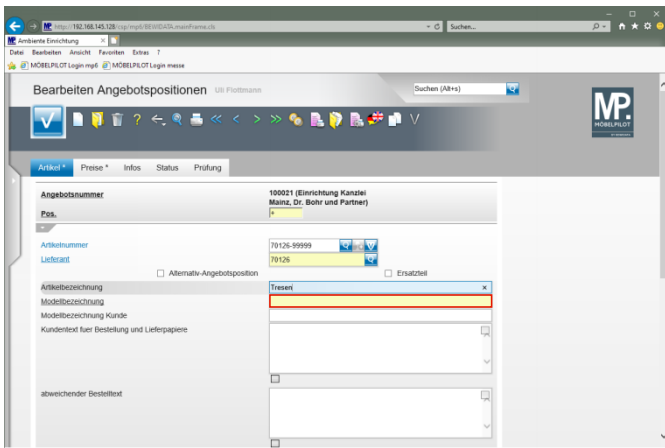 http://192.168.145.128/csp/mp6/BEWIDATA.mainFrame.cls
Suchen...
Ambiente Einrichtung
Datei Bearbeiten Ansicht Favoriten Extras ?
MÖBELPILOT Login mp6 MÖBELPILOT Login messe
Bearbeiten Angebotspositionen Uli Flottmann
Suchen (Alt+s)
MP.
MÖBELPILOT
Artikel * Preise * Infos Status Prüfung
Angebotsnummer 100021 (Einrichtung Kanzlei
Mainz, Dr. Bohr und Partner)
Pos. +
Artikelnummer 70126-99999
Lieferant 70126
Alternativ-Angebotsposition Ersatzteil
Artikelbezeichnung Tresen
Modellbezeichnung
Modellbezeichnung Kunde
Kundentext fuer Bestellung und Lieferpapiere
abweichender Bestelltext